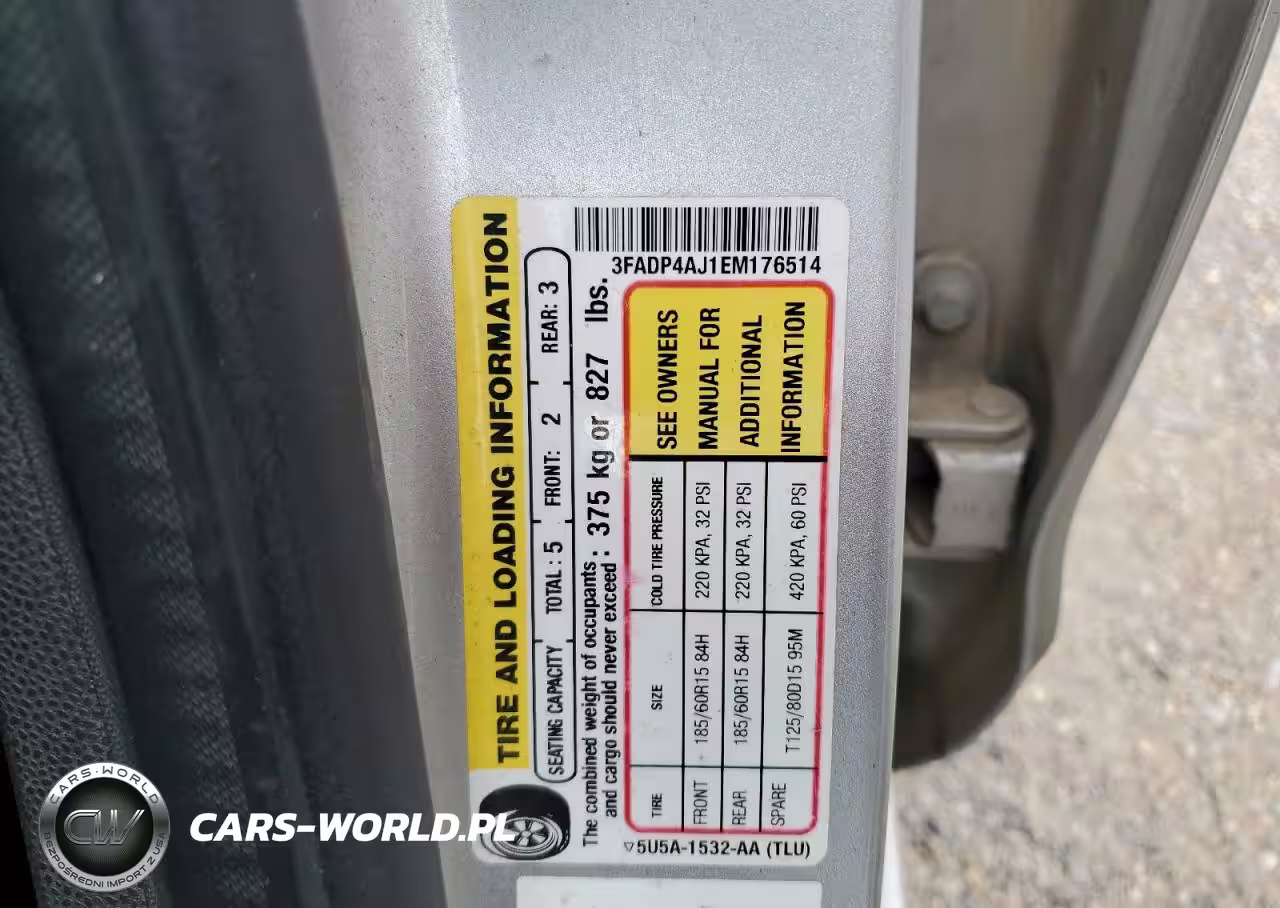 3FADP4AJ1EM176514
TIRE AND LOADING INFORMATION
SEATING CAPACITY TOTAL : 5 FRONT: 2 REAR: 3
The combined weight of occupants
and cargo should never exceed : 375 kg or 827 lbs.
TIRE SIZE COLD TIRE PRESSURE
FRONT 185/60R15 84H 220 KPA, 32 PSI
REAR 185/60R15 84H 220 KPA, 32 PSI
SPARE T125/80D15 95M 420 KPA, 60 PSI
SEE OWNERS
MANUAL FOR
ADDITIONAL
INFORMATION
▽5U5A-1532-AA (TLU)
CARS-WORLD
CW
BEZPOŚREDNI IMPORT Z USA
CARS-WORLD.PL